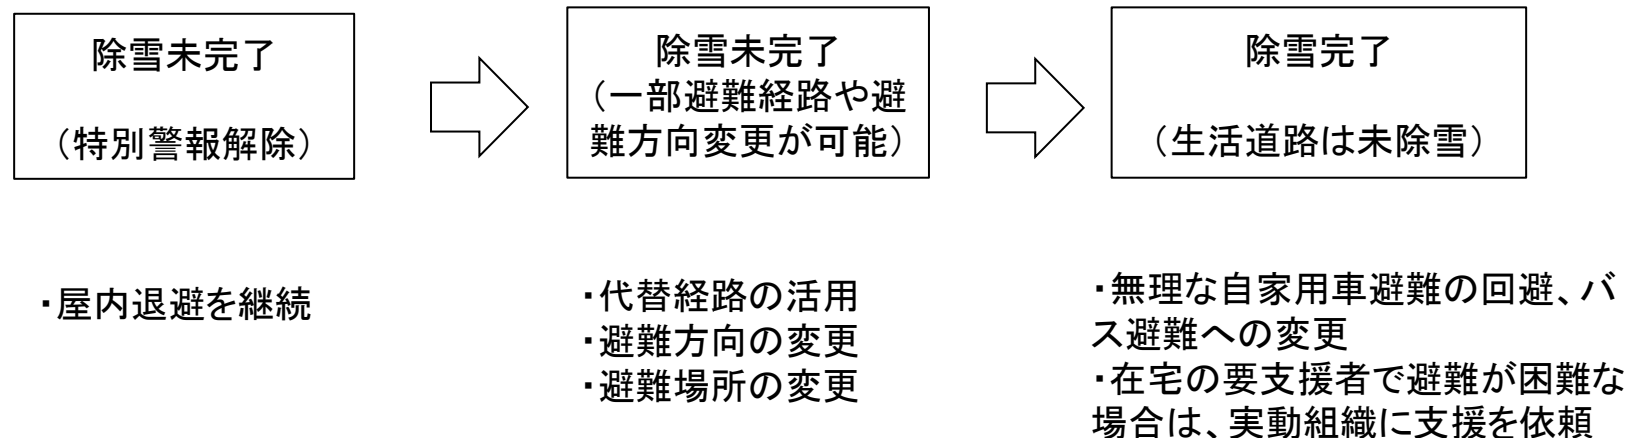 除雪未完了
（特別警報解除）
除雪未完了
（一部避難経路や避
難方向変更が可能）
除雪完了
（生活道路は未除雪）
・屋内退避を継続
・代替経路の活用
・避難方向の変更
・避難場所の変更
・無理な自家用車避難の回避、バ
ス避難への変更
・在宅の要支援者で避難が困難な
場合は、実動組織に支援を依頼